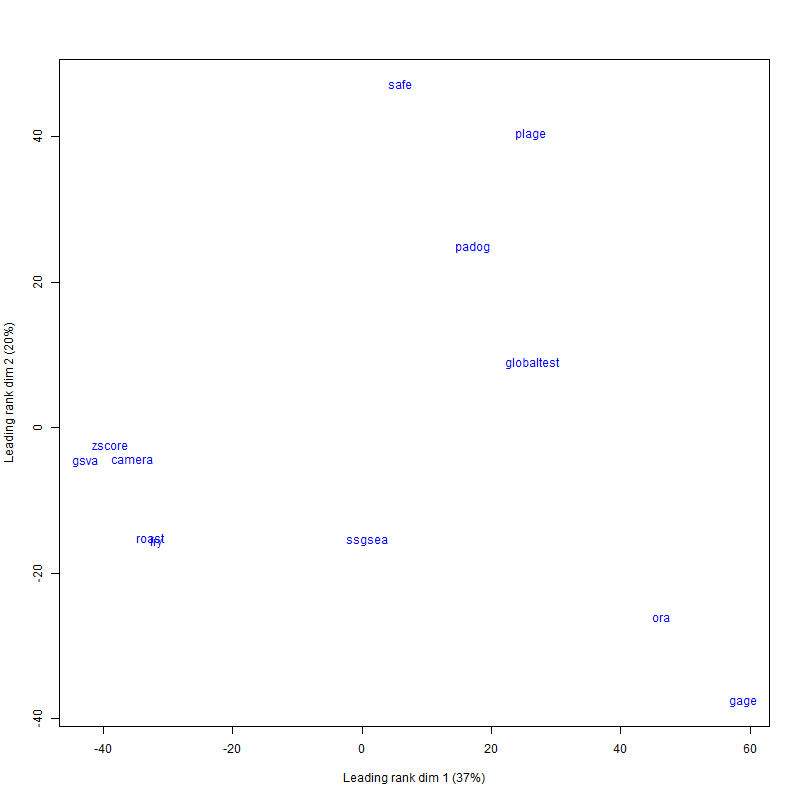 safe
plage
padog
globaltest
zscore
gsva
camera
roast
fry
ssgsea
ora
gage
40
20
0
-20
-40
Leading rank dim 2 (20%)
-40
-20
0
20
40
60
Leading rank dim 1 (37%)